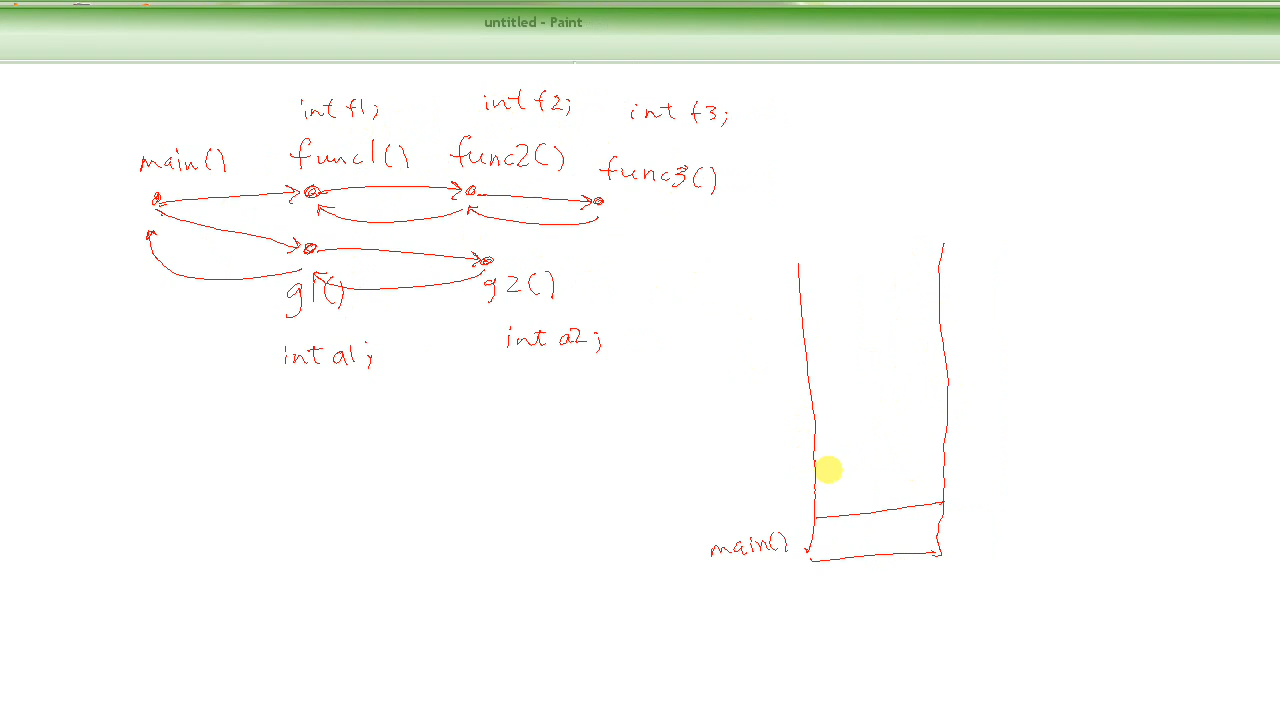 untitled - Paint
int f1;
int f2;
int f3;
main()
func1()
func2()
func3()
g1()
g2()
int a1;
int a2;
main()